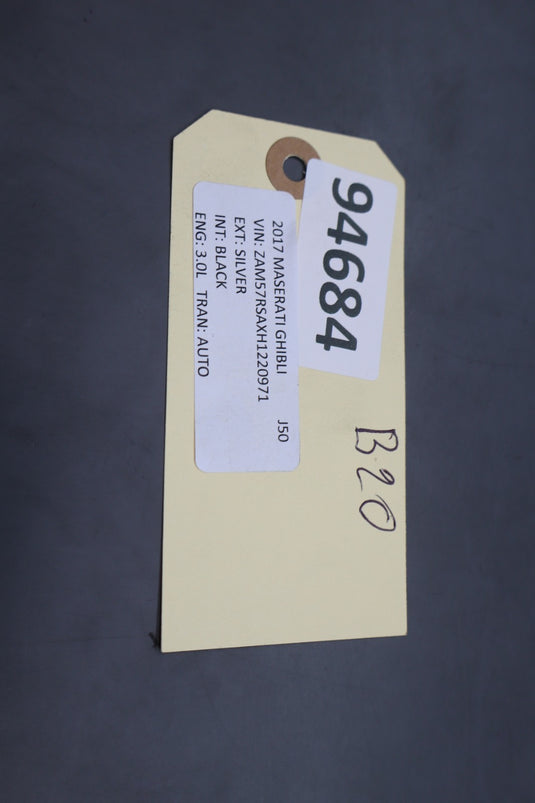 94684
2017 MASERATI GHIBLI J50
VIN: ZAM57RSAXH1220971
EXT: SILVER
INT: BLACK
ENG: 3.0L TRAN: AUTO
B20